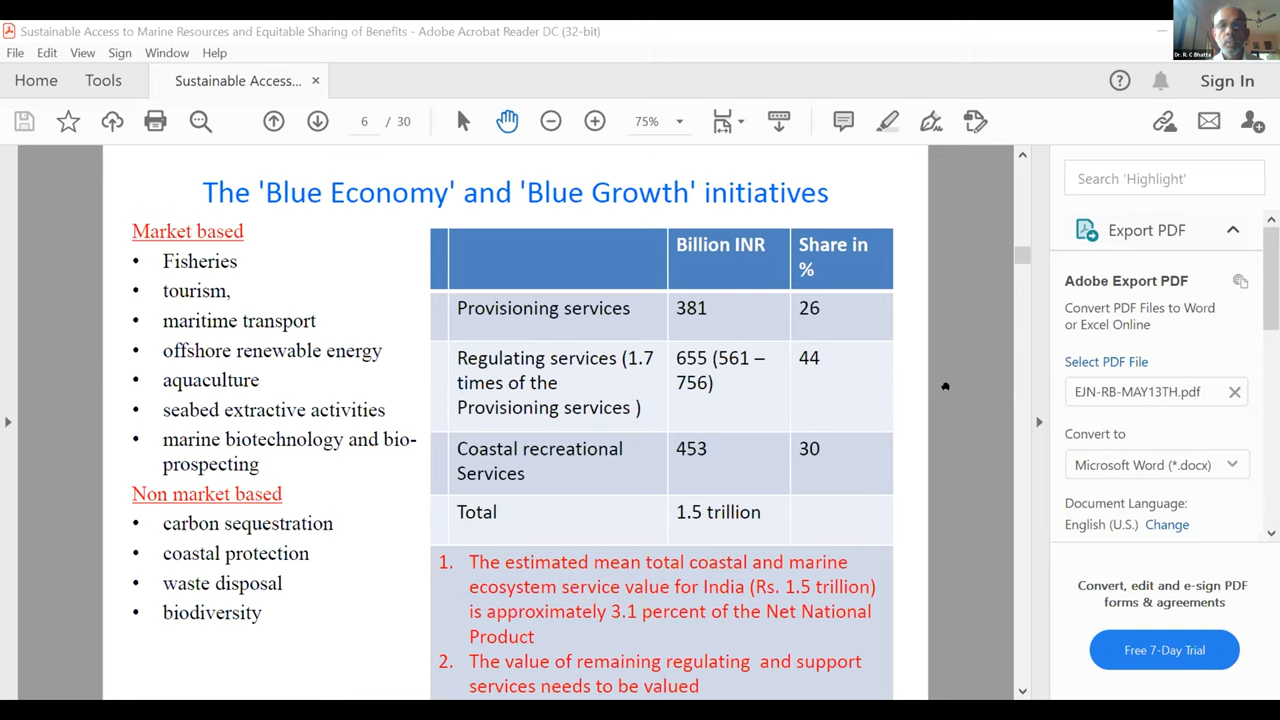 Sustainable Access to Marine Resources and Equitable Sharing of Benefits - Adobe Acrobat Reader DC (32-bit)
File Edit View Sign Window Help
Home Tools Sustainable Access... × Sign In
6 / 30 75%
The 'Blue Economy' and 'Blue Growth' initiatives
Market based
• Fisheries
• tourism,
• maritime transport
• offshore renewable energy
• aquaculture
• seabed extractive activities
• marine biotechnology and bio-
prospecting
Non market based
• carbon sequestration
• coastal protection
• waste disposal
• biodiversity
Billion INR Share in
%
Provisioning services 381 26
Regulating services (1.7 655 (561 – 44
times of the 756)
Provisioning services )
Coastal recreational 453 30
Services
Total 1.5 trillion
1. The estimated mean total coastal and marine
ecosystem service value for India (Rs. 1.5 trillion)
is approximately 3.1 percent of the Net National
Product
2. The value of remaining regulating and support
services needs to be valued
Search 'Highlight'
Export PDF
Adobe Export PDF
Convert PDF Files to Word
or Excel Online
Select PDF File
EJN-RB-MAY13TH.pdf
Convert to
Microsoft Word (*.docx)
Document Language:
English (U.S.) Change
Convert, edit and e-sign PDF
forms & agreements
Free 7-Day Trial
Dr. R. C Bhatta